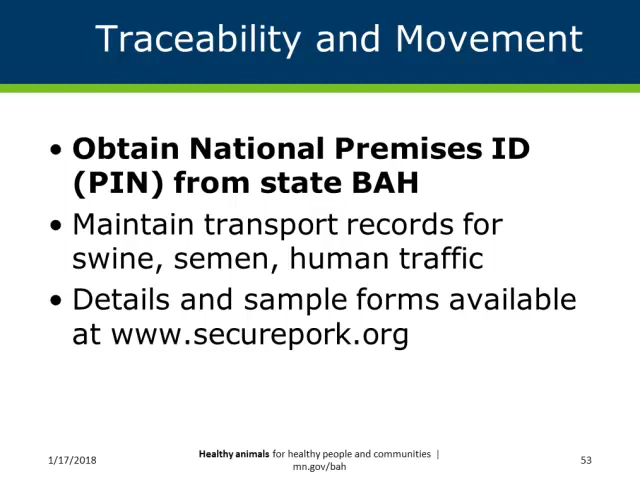 Traceability and Movement
• Obtain National Premises ID
(PIN) from state BAH
• Maintain transport records for
swine, semen, human traffic
• Details and sample forms available
at www.securepork.org
1/17/2018
Healthy animals for healthy people and communities |
mn.gov/bah
53